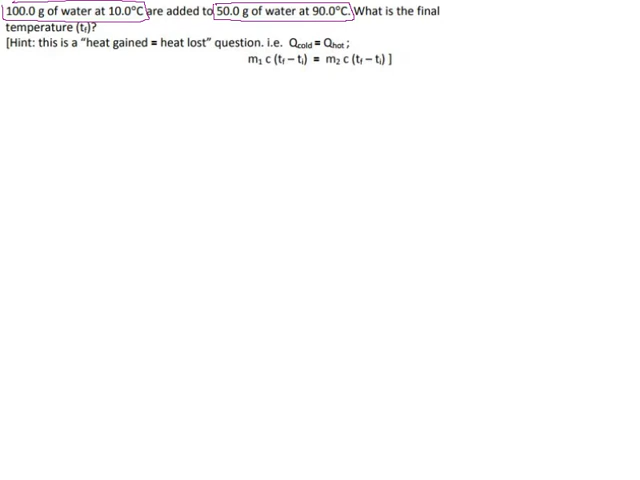 100.0 g of water at 10.0°C are added to 50.0 g of water at 90.0°C. What is the final
temperature (tf)?
[Hint: this is a "heat gained = heat lost" question. i.e. Qcold = Qhot ;
m₁ c (tf – ti) = m₂ c (tf – ti) ]